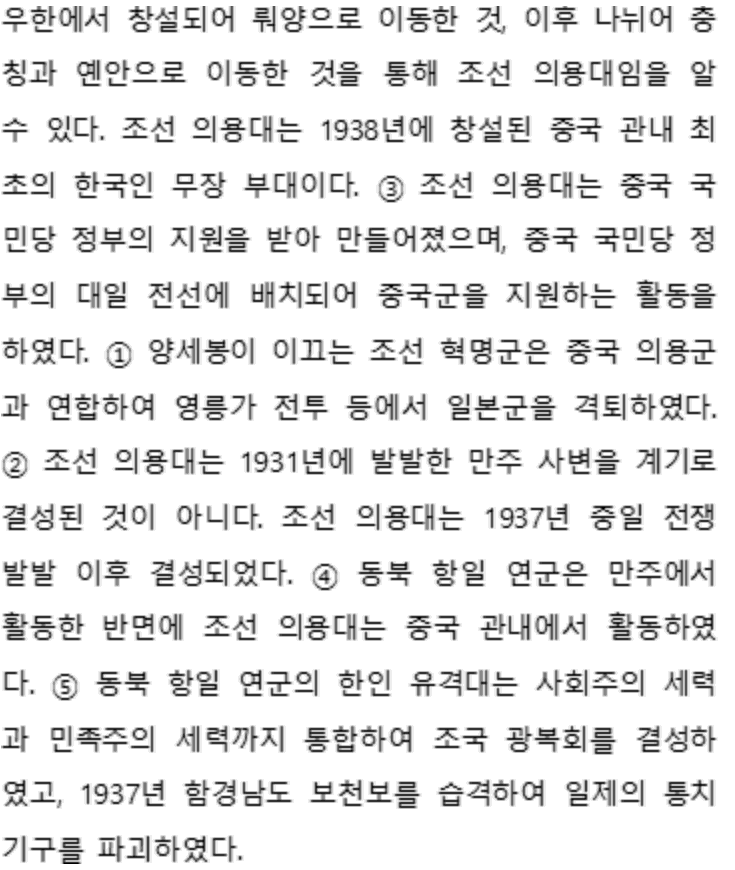 우한에서 창설되어 뤄양으로 이동한 것, 이후 나뉘어 충
칭과 옌안으로 이동한 것을 통해 조선 의용대임을 알
수 있다. 조선 의용대는 1938년에 창설된 중국 관내 최
초의 한국인 무장 부대이다. ③ 조선 의용대는 중국 국
민당 정부의 지원을 받아 만들어졌으며, 중국 국민당 정
부의 대일 전선에 배치되어 중국군을 지원하는 활동을
하였다. ① 양세봉이 이끄는 조선 혁명군은 중국 의용군
과 연합하여 영릉가 전투 등에서 일본군을 격퇴하였다.
② 조선 의용대는 1931년에 발발한 만주 사변을 계기로
결성된 것이 아니다. 조선 의용대는 1937년 중일 전쟁
발발 이후 결성되었다. ④ 동북 항일 연군은 만주에서
활동한 반면에 조선 의용대는 중국 관내에서 활동하였
다. ⑤ 동북 항일 연군의 한인 유격대는 사회주의 세력
과 민족주의 세력까지 통합하여 조국 광복회를 결성하
였고, 1937년 함경남도 보천보를 습격하여 일제의 통치
기구를 파괴하였다.